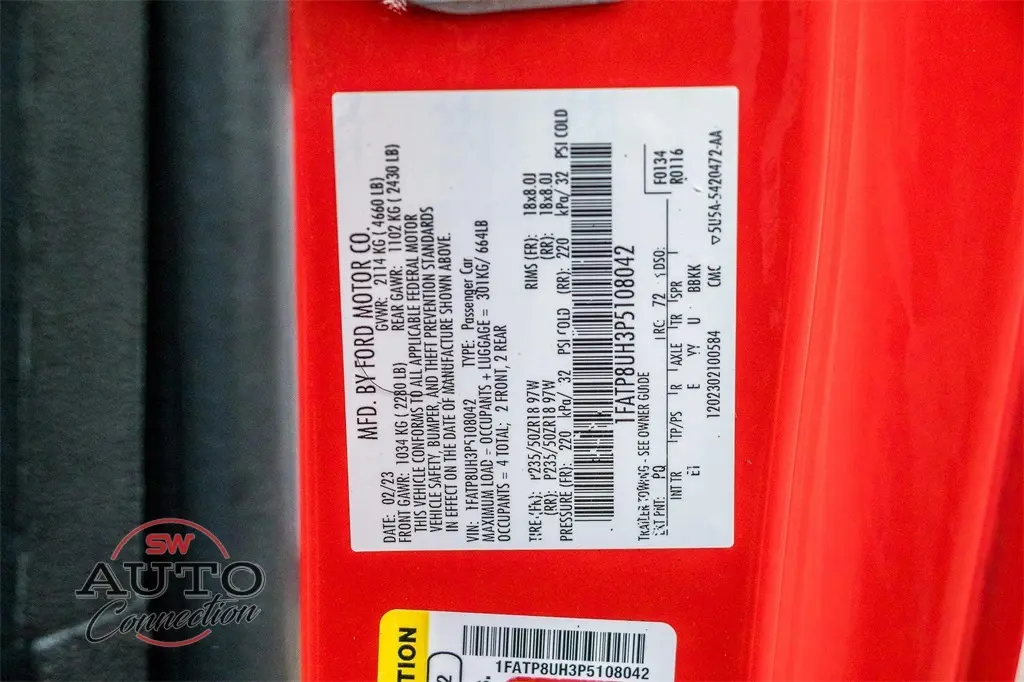 MFD. BY FORD MOTOR CO.
DATE: 02/23 GVWR: 2114 KG ( 4660 LB)
FRONT GAWR: 1034 KG ( 2280 LB) REAR GAWR: 1102 KG ( 2430 LB)
THIS VEHICLE CONFORMS TO ALL APPLICABLE FEDERAL MOTOR
VEHICLE SAFETY, BUMPER, AND THEFT PREVENTION STANDARDS
IN EFFECT ON THE DATE OF MANUFACTURE SHOWN ABOVE.
VIN: 1FATP8UH3P5108042 TYPE: Passenger Car
MAXIMUM LOAD = OCCUPANTS + LUGGAGE = 301KG/ 664LB
OCCUPANTS = 4 TOTAL; 2 FRONT, 2 REAR
TIRE (FR): P235/50ZR18 97W RIMS (FR): 18x8.0J
(RR): P235/50ZR18 97W (RR): 18x8.0J
PRESSURE (FR): 220 kPa/ 32 PSI COLD (RR): 220 kPa/ 32 PSI COLD
1FATP8UH3P5108042
TRAILER TOWING - SEE OWNER GUIDE F0134
EXT PNT: PQ RC: 72 DSO: R0116
INT TR TP/PS R AXLE TR SPR
EI E YY U BBKK
1202302100584 CMC ▽5U5A-5420472-AA
SW
AUTO
Connection
1FATP8UH3P5108042